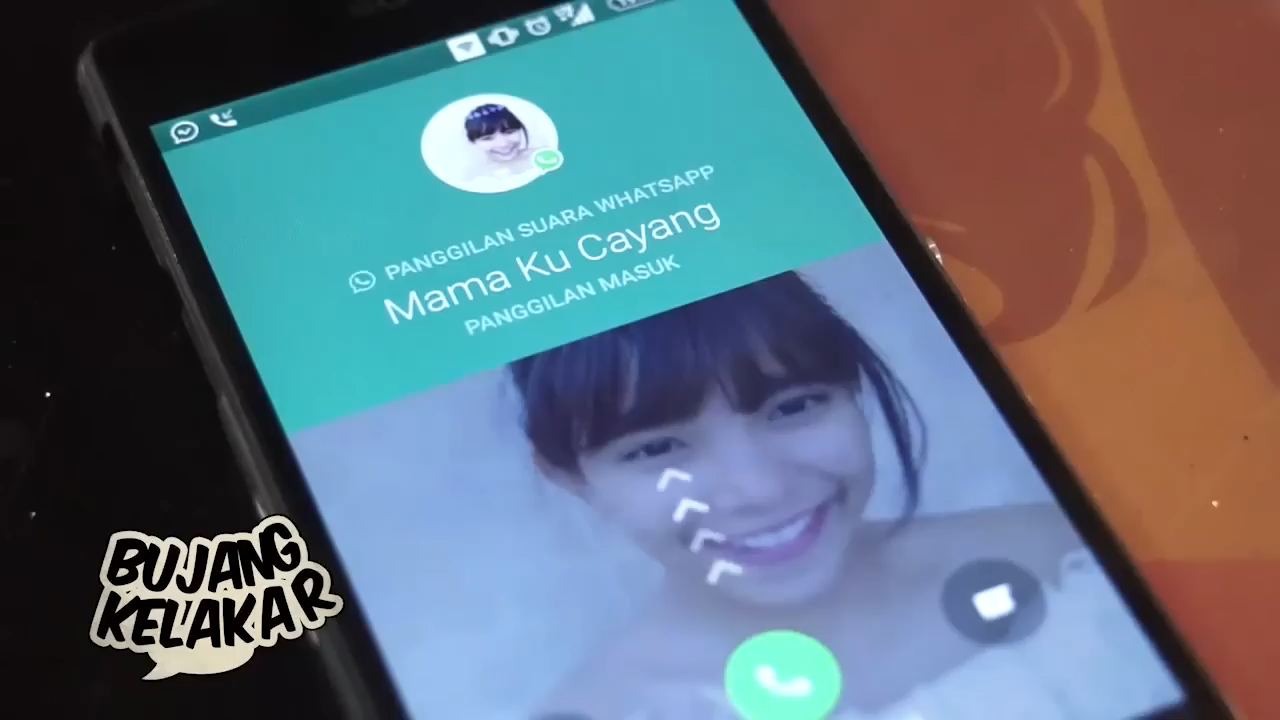 PANGGILAN SUARA WHATSAPP
Mama Ku Cayang
PANGGILAN MASUK
BUJANG
KELAKAR